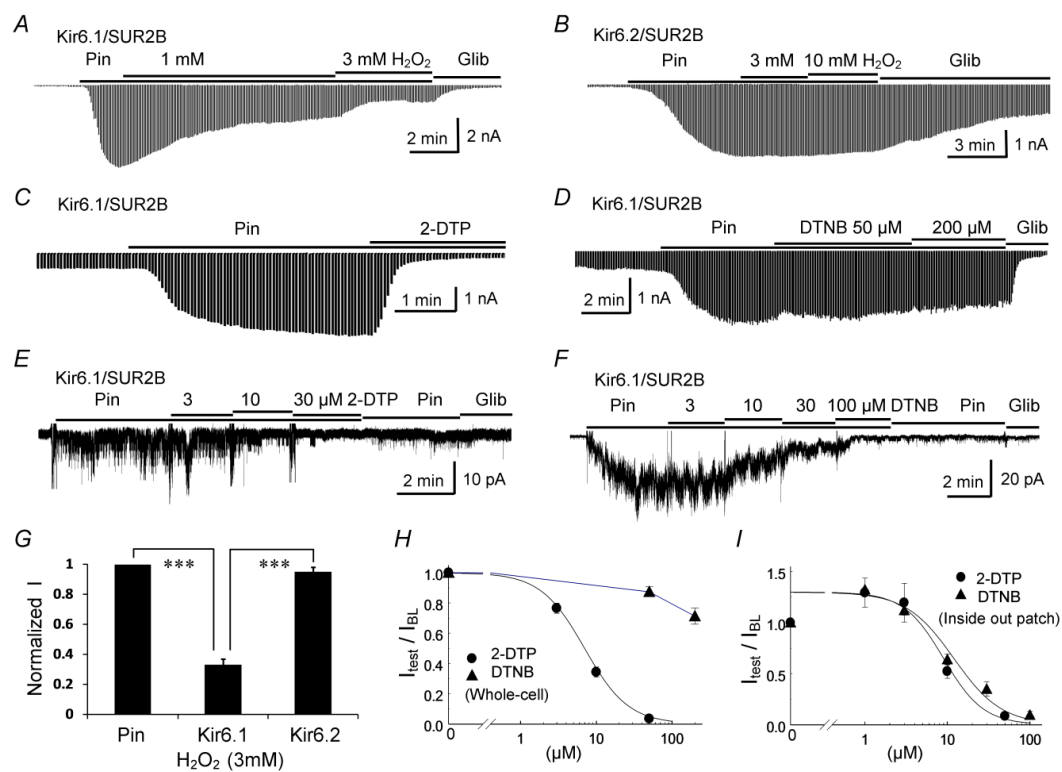 A
Kir6.1/SUR2B
Pin 1 mM 3 mM H₂O₂ Glib
2 min 2 nA
B
Kir6.2/SUR2B
Pin 3 mM 10 mM H₂O₂ Glib
3 min 1 nA
C
Kir6.1/SUR2B
Pin 2-DTP
1 min 1 nA
D
Kir6.1/SUR2B
Pin DTNB 50 µM 200 µM Glib
2 min 1 nA
E
Kir6.1/SUR2B
Pin 3 10 30 µM 2-DTP Pin Glib
2 min 10 pA
F
Kir6.1/SUR2B
Pin 3 10 30 100 µM DTNB Pin Glib
2 min 20 pA
G
Normalized I
1
0.8
0.6
0.4
0.2
0
*** ***
Pin Kir6.1 Kir6.2
H₂O₂ (3mM)
H
I_test / I_BL
1.0
0.8
0.6
0.4
0.2
0.0
2-DTP
DTNB
(Whole-cell)
0 1 10 100
(µM)
I
I_test / I_BL
1.5
1.0
0.5
0.0
2-DTP
DTNB
(Inside out patch)
0 1 10 100
(µM)